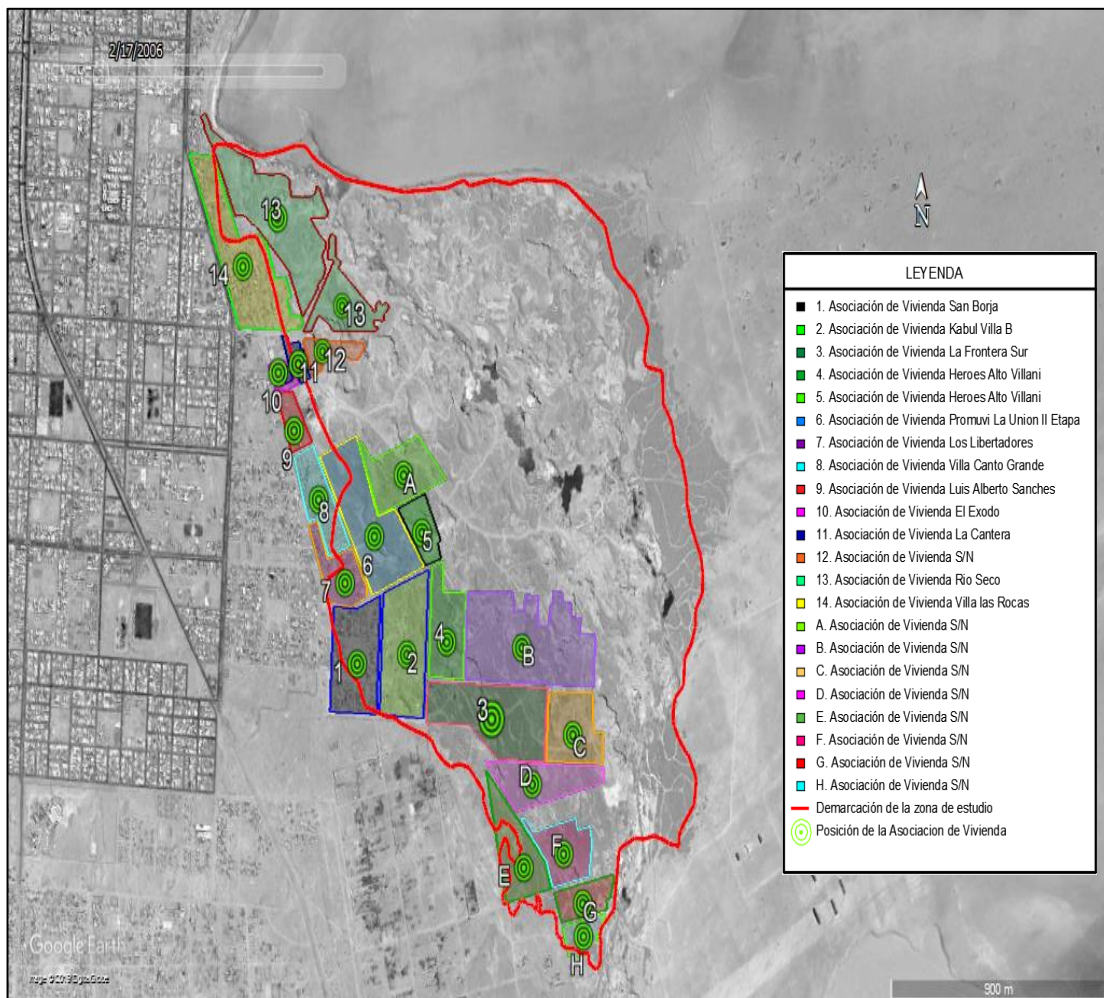 2/17/2006
13
14
13
12
11
10
9
8
A
5
6
7
4
B
2
1
3
C
D
F
E
G
H
N
LEYENDA
1. Asociación de Vivienda San Borja
2. Asociación de Vivienda Kabul Villa B
3. Asociación de Vivienda La Frontera Sur
4. Asociación de Vivienda Heroes Alto Villani
5. Asociación de Vivienda Heroes Alto Villani
6. Asociación de Vivienda Promuvi La Union II Etapa
7. Asociación de Vivienda Los Libertadores
8. Asociación de Vivienda Villa Canto Grande
9. Asociación de Vivienda Luis Alberto Sanches
10. Asociación de Vivienda El Exodo
11. Asociación de Vivienda La Cantera
12. Asociación de Vivienda S/N
13. Asociación de Vivienda Rio Seco
14. Asociación de Vivienda Villa las Rocas
A. Asociación de Vivienda S/N
B. Asociación de Vivienda S/N
C. Asociación de Vivienda S/N
D. Asociación de Vivienda S/N
E. Asociación de Vivienda S/N
F. Asociación de Vivienda S/N
G. Asociación de Vivienda S/N
H. Asociación de Vivienda S/N
Demarcación de la zona de estudio
Posición de la Asociacion de Vivienda
Google Earth
900 m